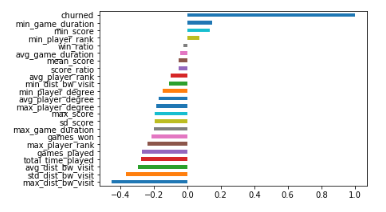 churned
min_game_duration
min_score
min_player_rank
win_ratio
avg_game_duration
mean_score
score_ratio
avg_player_rank
min_dist_bw_visit
min_player_degree
avg_player_degree
max_player_degree
max_score
sd_score
max_game_duration
games_won
max_player_rank
games_played
total_time_played
avg_dist_bw_visit
std_dist_bw_visit
max_dist_bw_visit
−0.4 −0.2 0.0 0.2 0.4 0.6 0.8 1.0